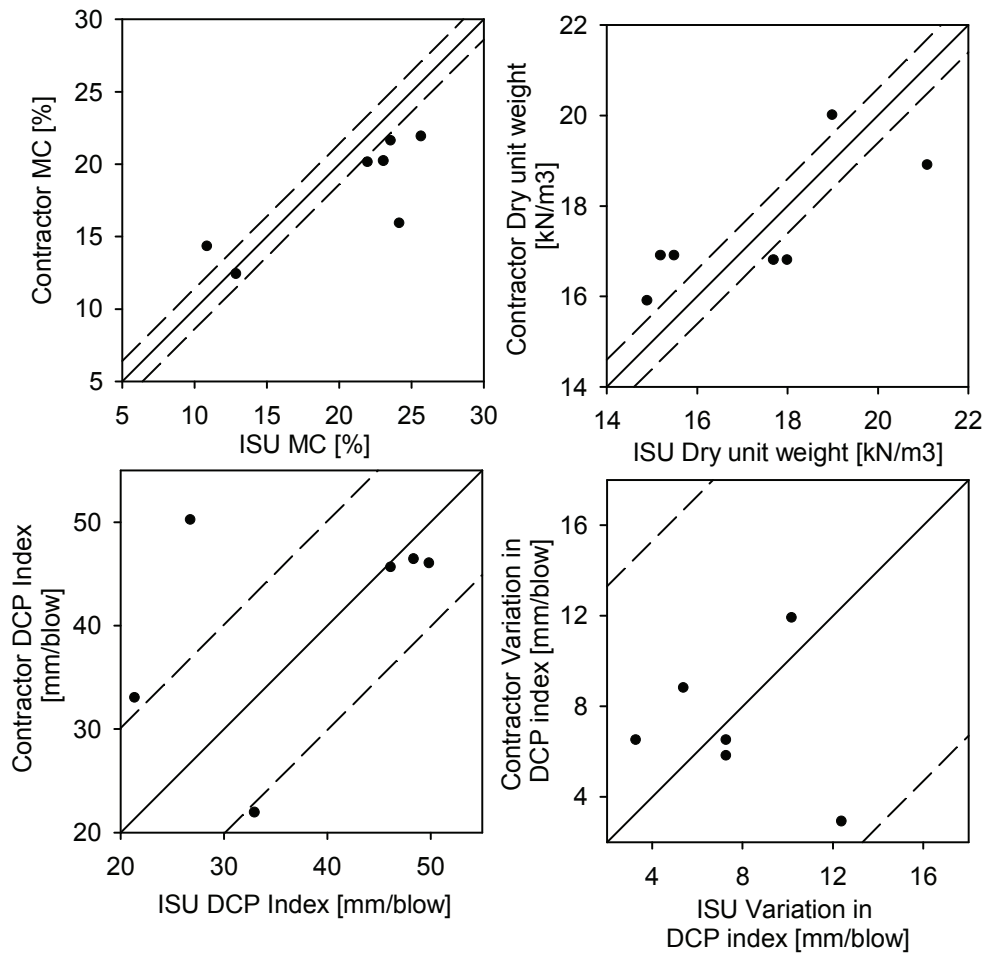 Contractor MC [%]
30
25
20
15
10
5
5 10 15 20 25 30
ISU MC [%]
Contractor Dry unit weight
[kN/m3]
22
20
18
16
14
14 16 18 20 22
ISU Dry unit weight [kN/m3]
Contractor DCP Index
[mm/blow]
50
40
30
20
20 30 40 50
ISU DCP Index [mm/blow]
Contractor Variation in
DCP index [mm/blow]
16
12
8
4
4 8 12 16
ISU Variation in
DCP index [mm/blow]